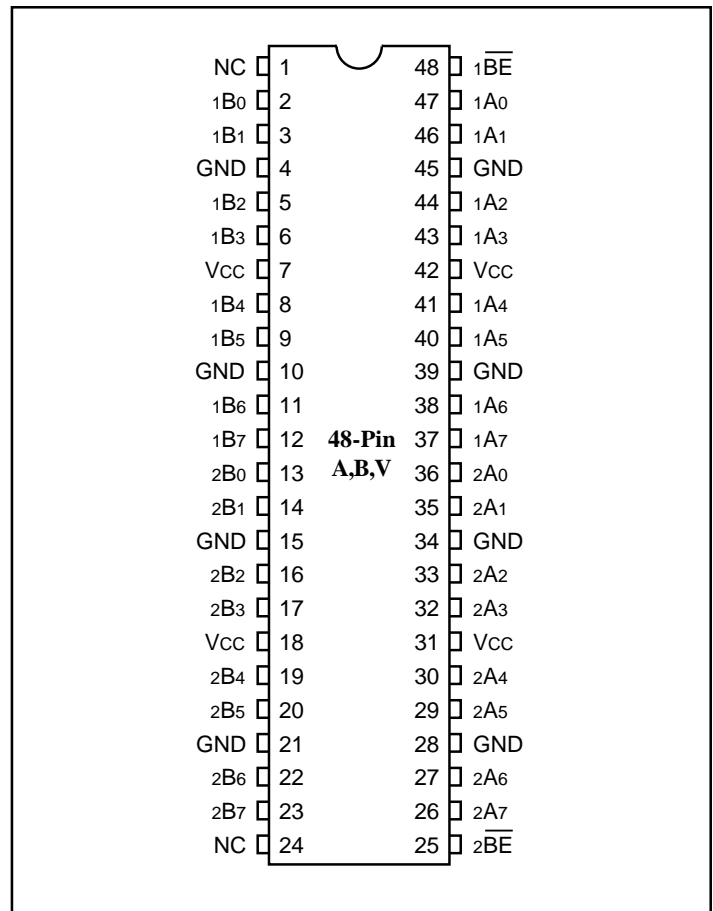 NC 1 48 1B̅E̅
1B0 2 47 1A0
1B1 3 46 1A1
GND 4 45 GND
1B2 5 44 1A2
1B3 6 43 1A3
VCC 7 42 VCC
1B4 8 41 1A4
1B5 9 40 1A5
GND 10 39 GND
1B6 11 38 1A6
1B7 12 48-Pin 37 1A7
2B0 13 A,B,V 36 2A0
2B1 14 35 2A1
GND 15 34 GND
2B2 16 33 2A2
2B3 17 32 2A3
VCC 18 31 VCC
2B4 19 30 2A4
2B5 20 29 2A5
GND 21 28 GND
2B6 22 27 2A6
2B7 23 26 2A7
NC 24 25 2B̅E̅